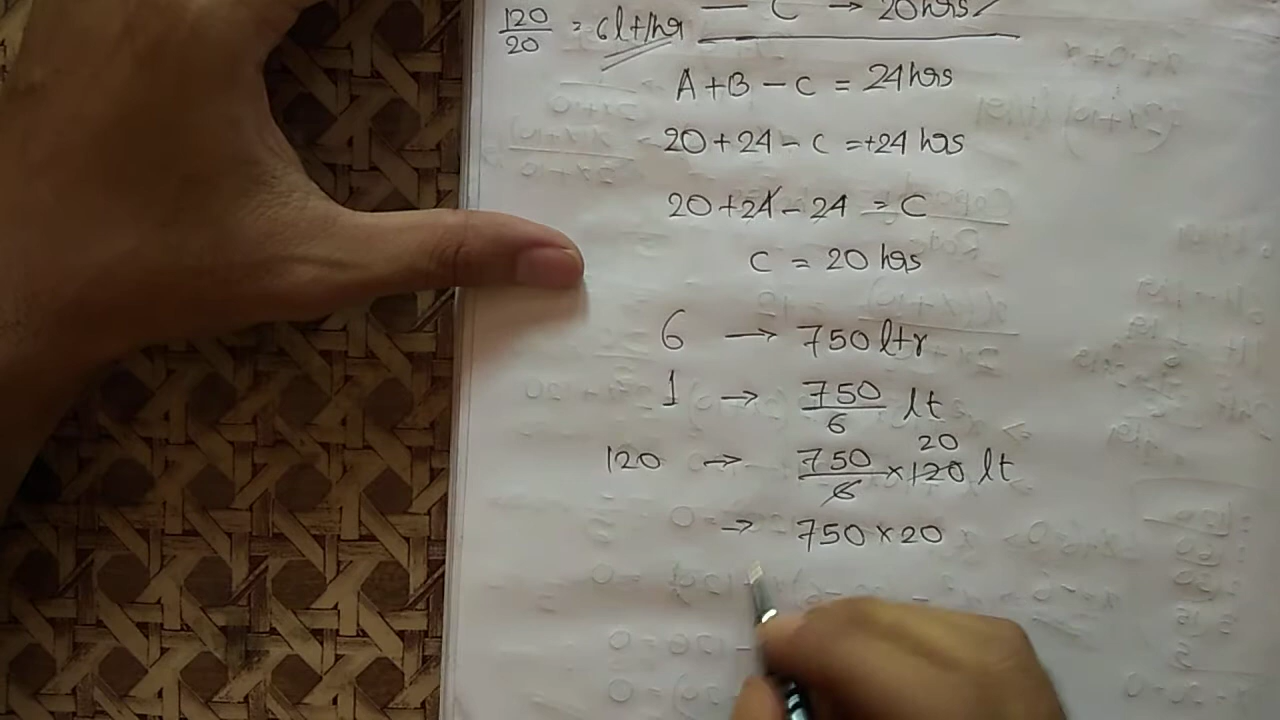 120/20 = 6lt/hr
— C → 20hrs
A + B - C = 24hrs
20 + 24 - C = +24 hrs
20 + 24 - 24 = C
C = 20 hrs
6 → 750 ltr
1 → 750/6 lt
120 → 750/6 × 120 lt
20
→ 750 × 20